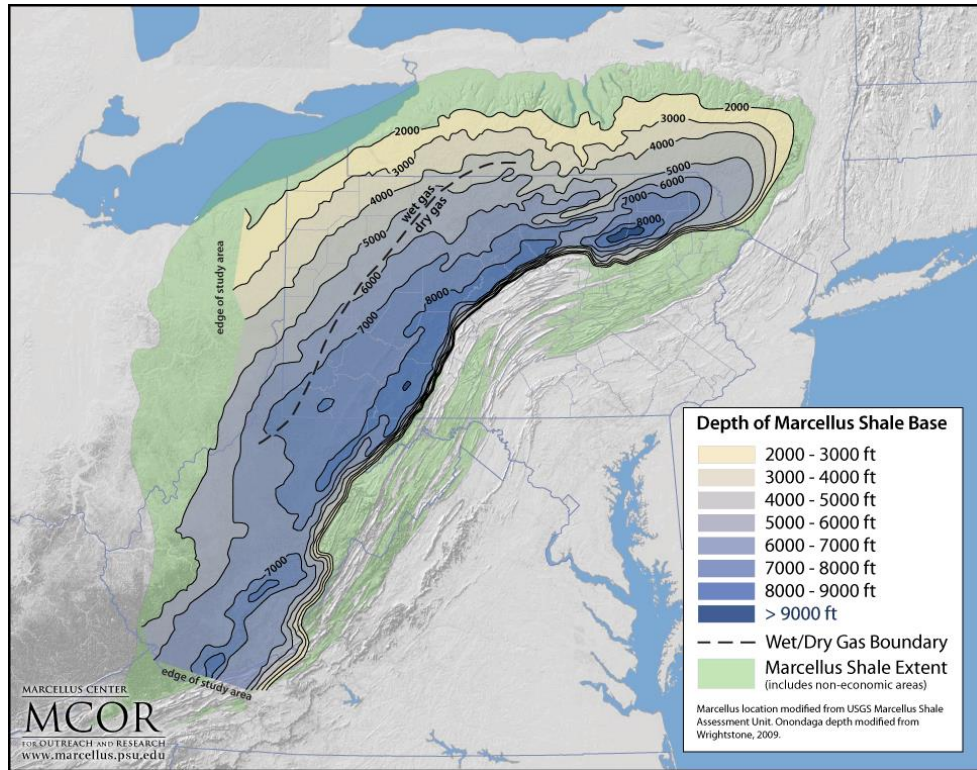 2000
2000
3000
4000
3000
4000
5000
6000
7000
8000
wet gas
dry gas
5000
6000
7000
8000
edge of study area
7000
edge of study area
Depth of Marcellus Shale Base
2000 - 3000 ft
3000 - 4000 ft
4000 - 5000 ft
5000 - 6000 ft
6000 - 7000 ft
7000 - 8000 ft
8000 - 9000 ft
> 9000 ft
Wet/Dry Gas Boundary
Marcellus Shale Extent
(includes non-economic areas)
Marcellus location modified from USGS Marcellus Shale
Assessment Unit. Onondaga depth modified from
Wrightstone, 2009.
MARCELLUS CENTER
MCOR
FOR OUTREACH AND RESEARCH
www.marcellus.psu.edu